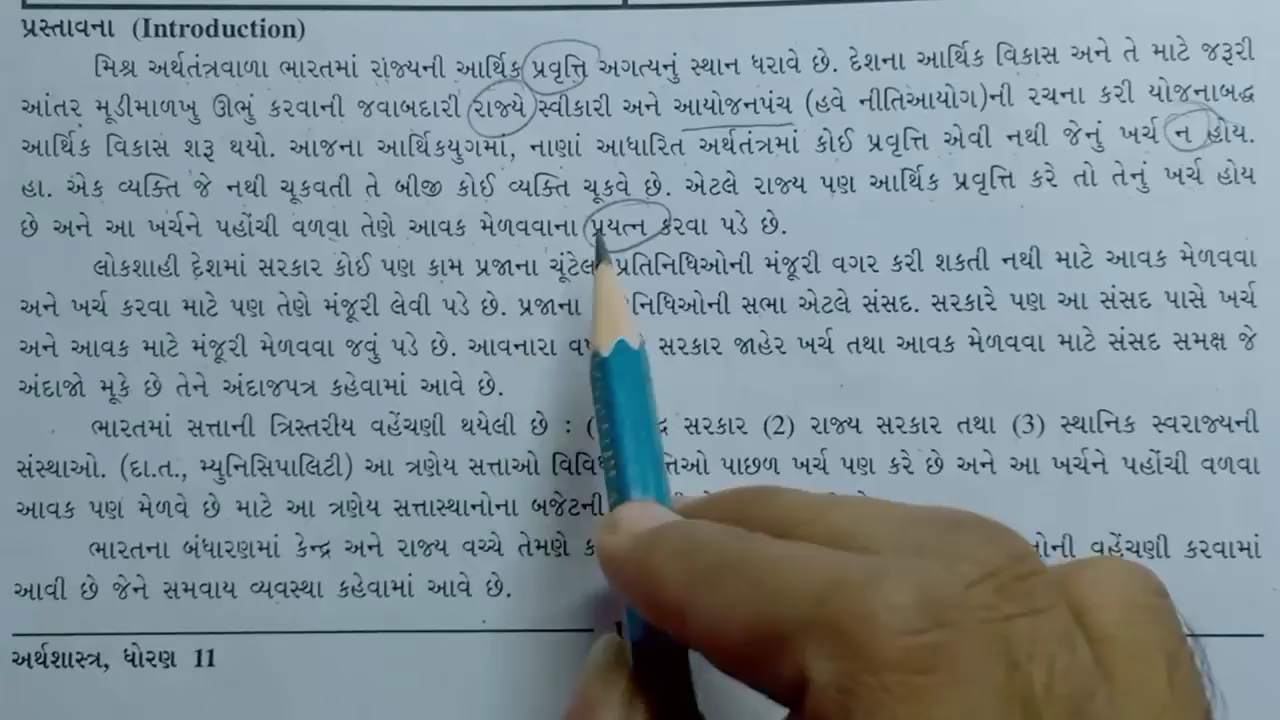 પ્રસ્તાવના (Introduction)
મિશ્ર અર્થતંત્રવાળા ભારતમાં રાજ્યની આર્થિક પ્રવૃત્તિ અગત્યનું સ્થાન ધરાવે છે. દેશના આર્થિક વિકાસ અને તે માટે જરૂરી
આંતર મૂડીમાળખુ ઊભું કરવાની જવાબદારી રાજ્યે સ્વીકારી અને આયોજનપંચ (હવે નીતિઆયોગ)ની રચના કરી યોજનાબદ્ધ
આર્થિક વિકાસ શરૂ થયો. આજના આર્થિકયુગમાં, નાણાં આધારિત અર્થતંત્રમાં કોઈ પ્રવૃત્તિ એવી નથી જેનું ખર્ચ ન હોય.
હા. એક વ્યક્તિ જે નથી ચૂકવતી તે બીજી કોઈ વ્યક્તિ ચૂકવે છે. એટલે રાજ્ય પણ આર્થિક પ્રવૃત્તિ કરે તો તેનું ખર્ચ હોય
છે અને આ ખર્ચને પહોંચી વળવા તેણે આવક મેળવવાના પ્રયત્ન કરવા પડે છે.
લોકશાહી દેશમાં સરકાર કોઈ પણ કામ પ્રજાના ચૂંટેલ પ્રતિનિધિઓની મંજૂરી વગર કરી શકતી નથી માટે આવક મેળવવા
અને ખર્ચ કરવા માટે પણ તેણે મંજૂરી લેવી પડે છે. પ્રજાના નિધિઓની સભા એટલે સંસદ. સરકારે પણ આ સંસદ પાસે ખર્ચ
અને આવક માટે મંજૂરી મેળવવા જવું પડે છે. આવનારા સરકાર જાહેર ખર્ચ તથા આવક મેળવવા માટે સંસદ સમક્ષ જે
અંદાજો મૂકે છે તેને અંદાજપત્ર કહેવામાં આવે છે.
ભારતમાં સત્તાની ત્રિસ્તરીય વહેંચણી થયેલી છે : સરકાર (2) રાજ્ય સરકાર તથા (3) સ્થાનિક સ્વરાજ્યની
સંસ્થાઓ. (દા.ત., મ્યુનિસિપાલિટી) આ ત્રણેય સત્તાઓ પાછળ ખર્ચ પણ કરે છે અને આ ખર્ચને પહોંચી વળવા
આવક પણ મેળવે છે માટે આ ત્રણેય સત્તાસ્થાનોના બજેટની
ભારતના બંધારણમાં કેન્દ્ર અને રાજ્ય વચ્ચે તેમણે વહેંચણી કરવામાં
આવી છે જેને સમવાય વ્યવસ્થા કહેવામાં આવે છે.
અર્થશાસ્ત્ર, ધોરણ 11